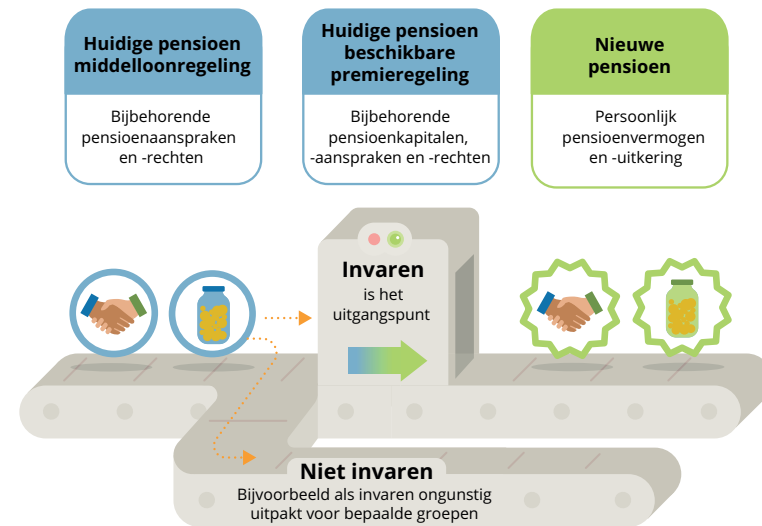 Huidige pensioen
middelloonregeling
Bijbehorende
pensioenaanspraken
en -rechten
Huidige pensioen
beschikbare
premieregeling
Bijbehorende
pensioenkapitalen,
-aanspraken en -rechten
Nieuwe
pensioen
Persoonlijk
pensioenvermogen
en -uitkering
Invaren
is het
uitgangspunt
Niet invaren
Bijvoorbeeld als invaren ongunstig
uitpakt voor bepaalde groepen